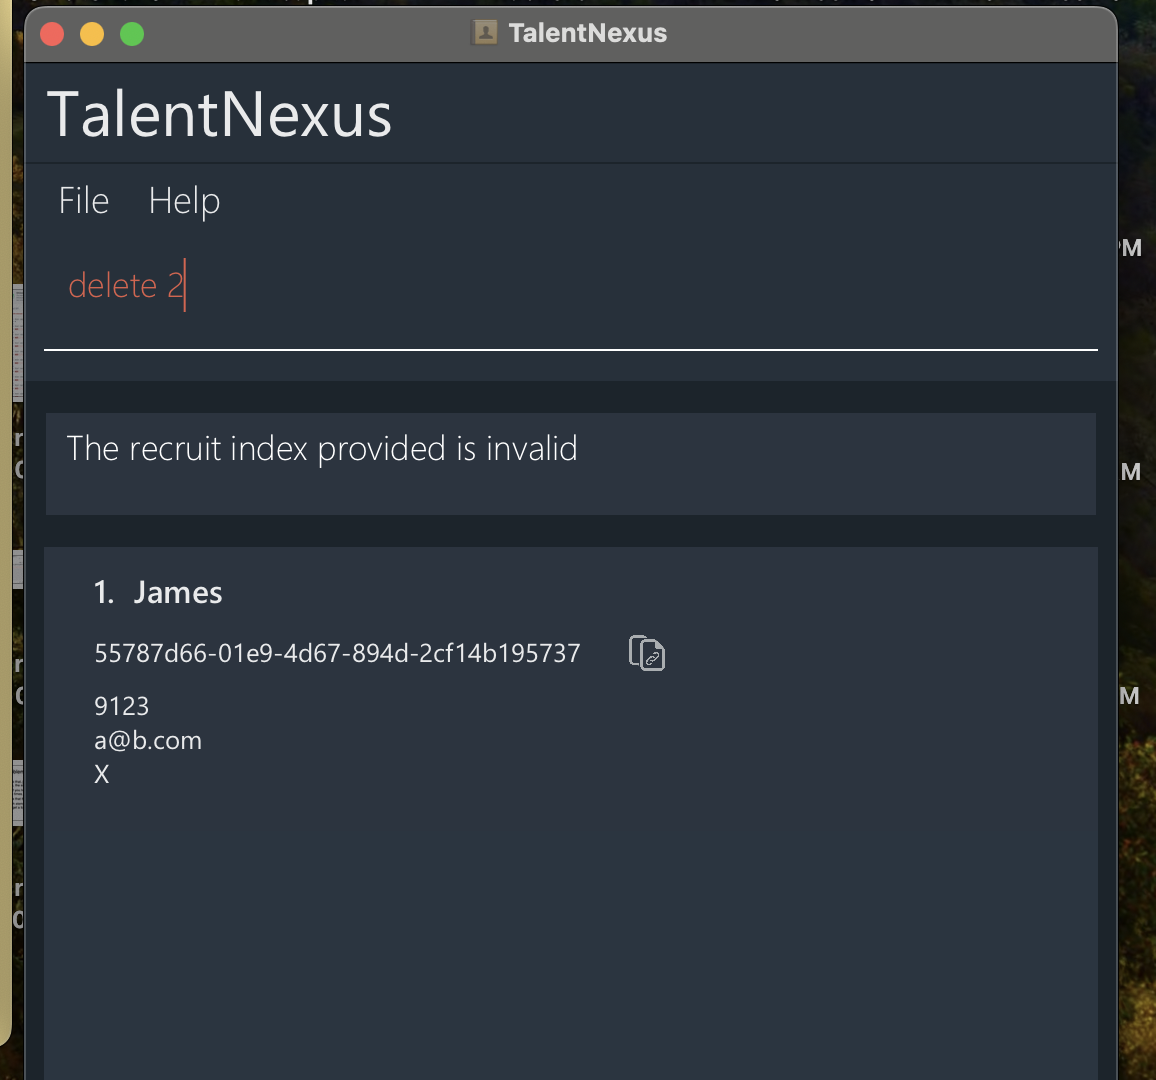 TalentNexus
TalentNexus
File Help
delete 2
The recruit index provided is invalid
1. James
55787d66-01e9-4d67-894d-2cf14b195737
9123
a@b.com
X